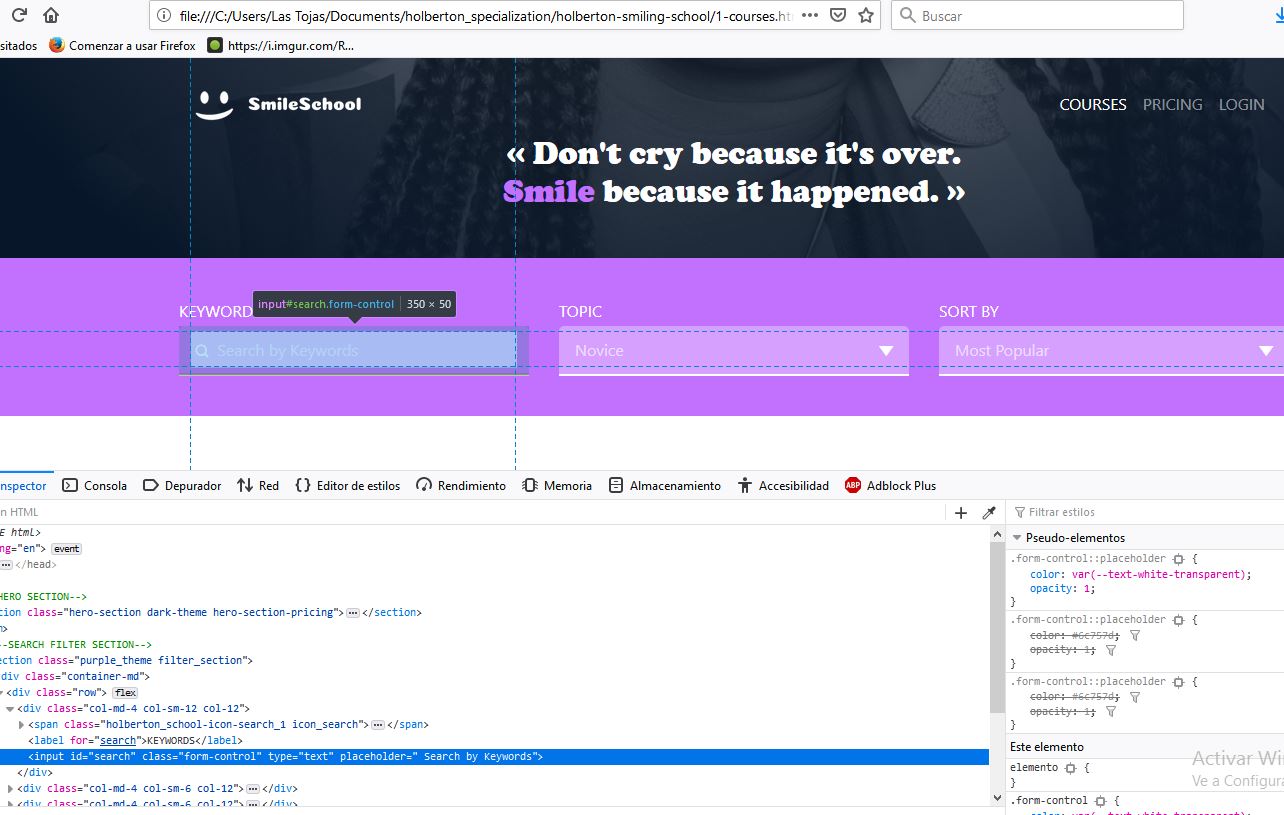 file:///C:/Users/Las Tojas/Documents/holberton_specialization/holberton-smiling-school/1-courses.ht
Buscar
sitados Comenzar a usar Firefox https://i.imgur.com/R...
SmileSchool
COURSES PRICING LOGIN
« Don't cry because it's over.
Smile because it happened. »
input#search.form-control 350 × 50
KEYWORD TOPIC SORT BY
Search by Keywords Novice Most Popular
nspector Consola Depurador Red Editor de estilos Rendimiento Memoria Almacenamiento Accesibilidad ABP Adblock Plus
n HTML
Filtrar estilos
E html>
ng="en"> event
</head>
HERO SECTION-->
ction class="hero-section dark-theme hero-section-pricing"></section>
n>
--SEARCH FILTER SECTION-->
ection class="purple_theme filter_section">
div class="container-md">
<div class="row"> flex
<div class="col-md-4 col-sm-12 col-12">
<span class="holberton_school-icon-search_1 icon_search"></span>
<label for="search">KEYWORDS</label>
<input id="search" class="form-control" type="text" placeholder=" Search by Keywords">
</div>
<div class="col-md-4 col-sm-6 col-12"></div>
<div class="col-md-4 col-sm-6 col-12"></div>
Pseudo-elementos
.form-control::placeholder {
color: var(--text-white-transparent);
opacity: 1;
}
.form-control::placeholder {
color: #6c757d;
opacity: 1;
}
.form-control::placeholder {
color: #6c757d;
opacity: 1;
}
Este elemento
elemento {
}
.form-control {
color: var(--text-white-transparent);
Activar Wi
Ve a Configura